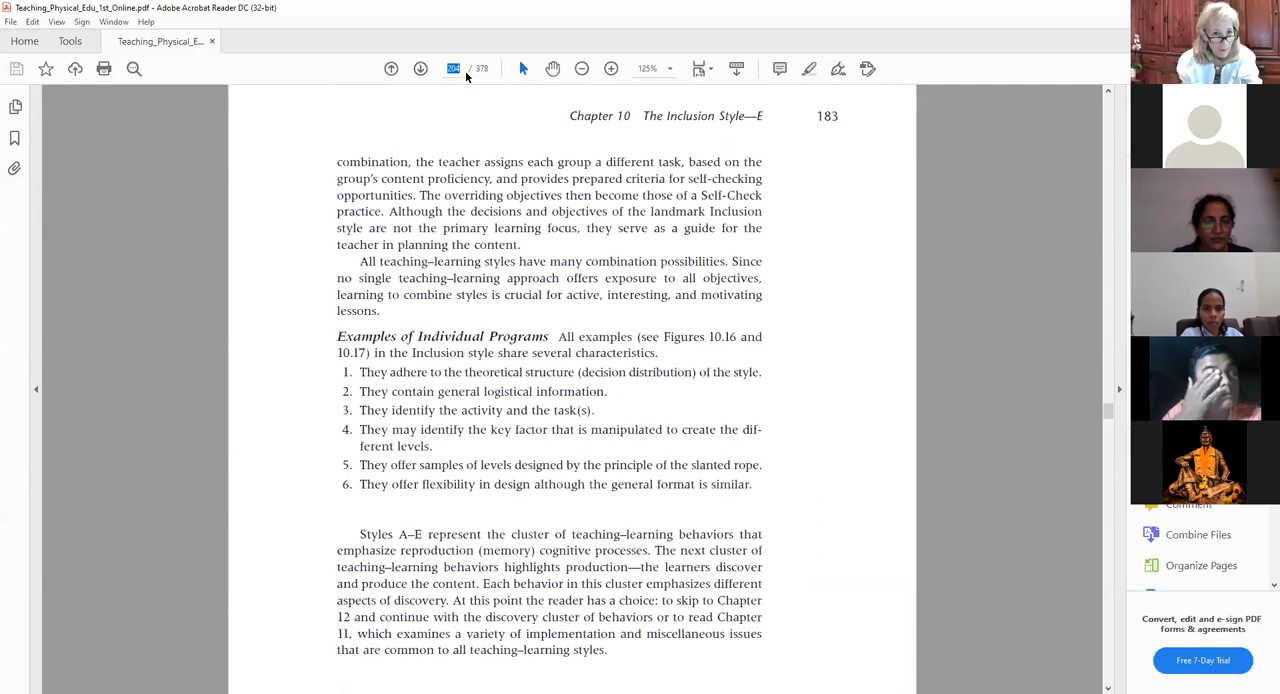 Teaching_Physical_Edu_1st_Online.pdf - Adobe Acrobat Reader DC (32-bit)
File Edit View Sign Window Help
Home Tools Teaching_Physical_E... ×
204 / 378 125%
Chapter 10 The Inclusion Style—E 183
combination, the teacher assigns each group a different task, based on the
group's content proficiency, and provides prepared criteria for self-checking
opportunities. The overriding objectives then become those of a Self-Check
practice. Although the decisions and objectives of the landmark Inclusion
style are not the primary learning focus, they serve as a guide for the
teacher in planning the content.
All teaching–learning styles have many combination possibilities. Since
no single teaching–learning approach offers exposure to all objectives,
learning to combine styles is crucial for active, interesting, and motivating
lessons.
Examples of Individual Programs All examples (see Figures 10.16 and
10.17) in the Inclusion style share several characteristics.
1. They adhere to the theoretical structure (decision distribution) of the style.
2. They contain general logistical information.
3. They identify the activity and the task(s).
4. They may identify the key factor that is manipulated to create the dif-
ferent levels.
5. They offer samples of levels designed by the principle of the slanted rope.
6. They offer flexibility in design although the general format is similar.
Styles A–E represent the cluster of teaching–learning behaviors that
emphasize reproduction (memory) cognitive processes. The next cluster of
teaching–learning behaviors highlights production—the learners discover
and produce the content. Each behavior in this cluster emphasizes different
aspects of discovery. At this point the reader has a choice: to skip to Chapter
12 and continue with the discovery cluster of behaviors or to read Chapter
11, which examines a variety of implementation and miscellaneous issues
that are common to all teaching–learning styles.
Comment
Combine Files
Organize Pages
Convert, edit and e-sign PDF
forms & agreements
Free 7-Day Trial